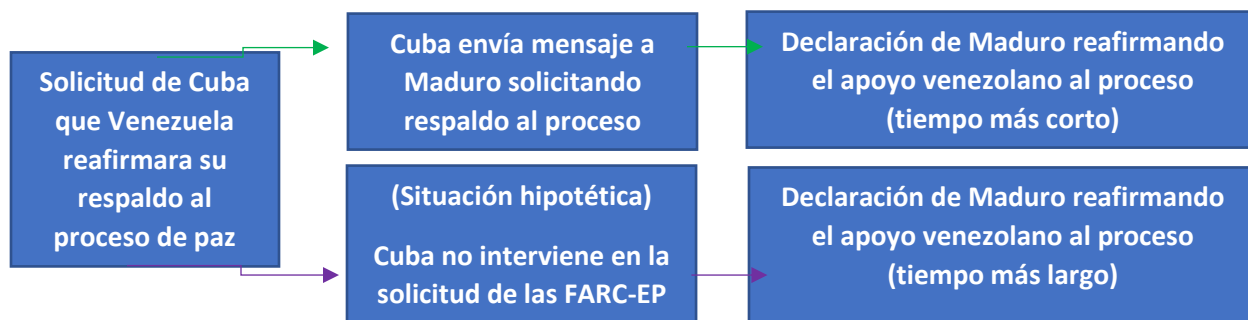 Solicitud de Cuba
que Venezuela
reafirmara su
respaldo al
proceso de paz
Cuba envía mensaje a
Maduro solicitando
respaldo al proceso
Declaración de Maduro reafirmando
el apoyo venezolano al proceso
(tiempo más corto)
(Situación hipotética)
Cuba no interviene en la
solicitud de las FARC-EP
Declaración de Maduro reafirmando
el apoyo venezolano al proceso
(tiempo más largo)